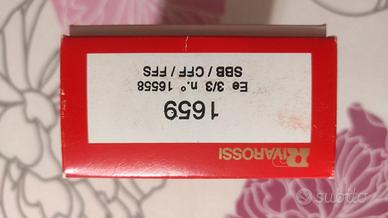 RIVAROSSI
1659
Ee 3/3 n.° 16558
SBB / CFF / FFS
subito